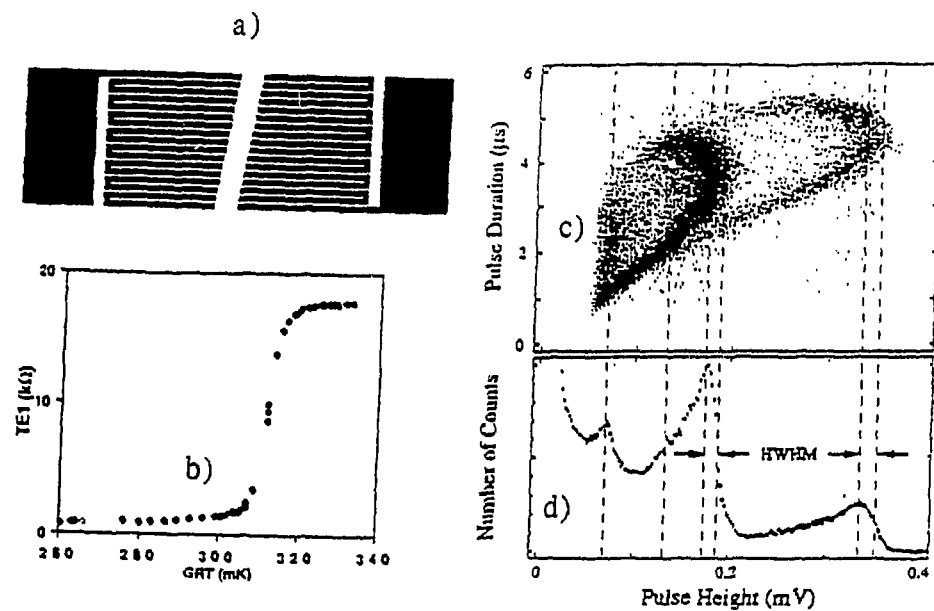 a)
20
10
0
TE1 (kΩ)
b)
260 280 300 320 340
GRT (mK)
6
4
2
0
Pulse Duration (μs)
c)
Number of Counts
HWHM
d)
0 0.2 0.4
Pulse Height (mV)